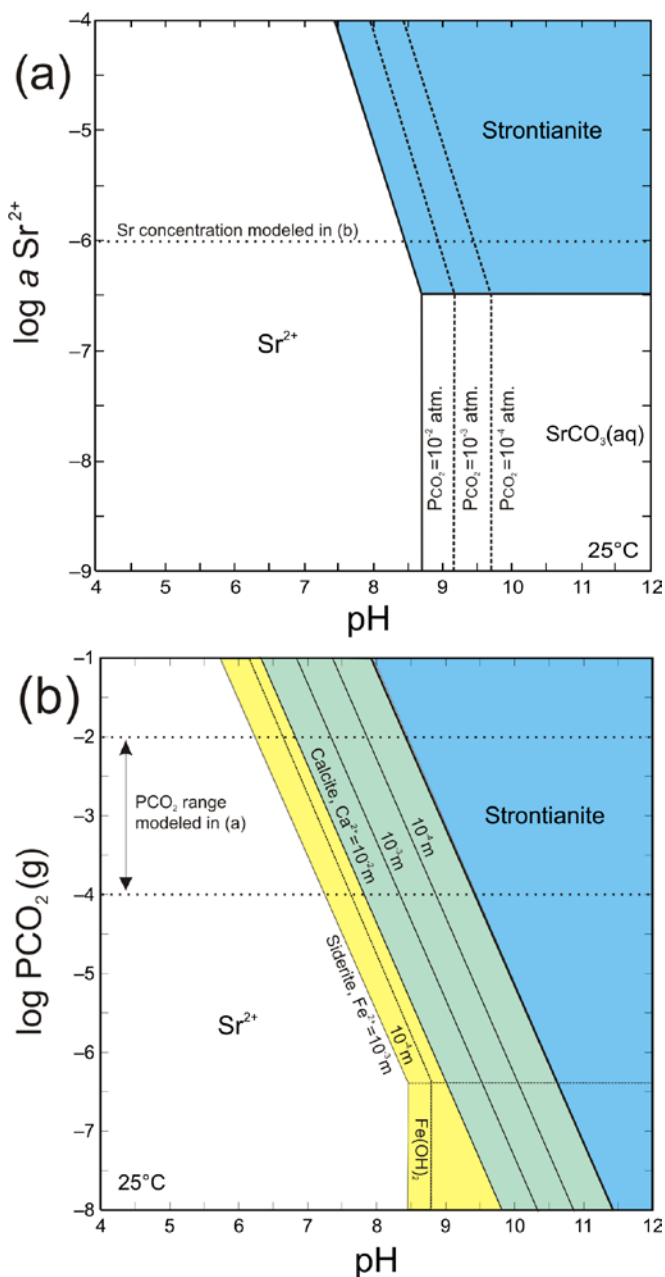 (a)
–4
–5
–6
–7
–8
–9
log a Sr²⁺
Strontianite
Sr concentration modeled in (b)
Sr²⁺
PCO₂=10⁻² atm.
PCO₂=10⁻³ atm.
PCO₂=10⁻⁴ atm.
SrCO₃(aq)
25°C
4 5 6 7 8 9 10 11 12
pH
(b)
–1
–2
–3
–4
–5
–6
–7
–8
log PCO₂ (g)
PCO₂ range
modeled in (a)
Calcite, Ca²⁺=10⁻²m
10⁻³m
10⁻⁴m
Strontianite
Siderite, Fe²⁺=10⁻³m
10⁻⁴m
Sr²⁺
Fe(OH)₂
25°C
4 5 6 7 8 9 10 11 12
pH